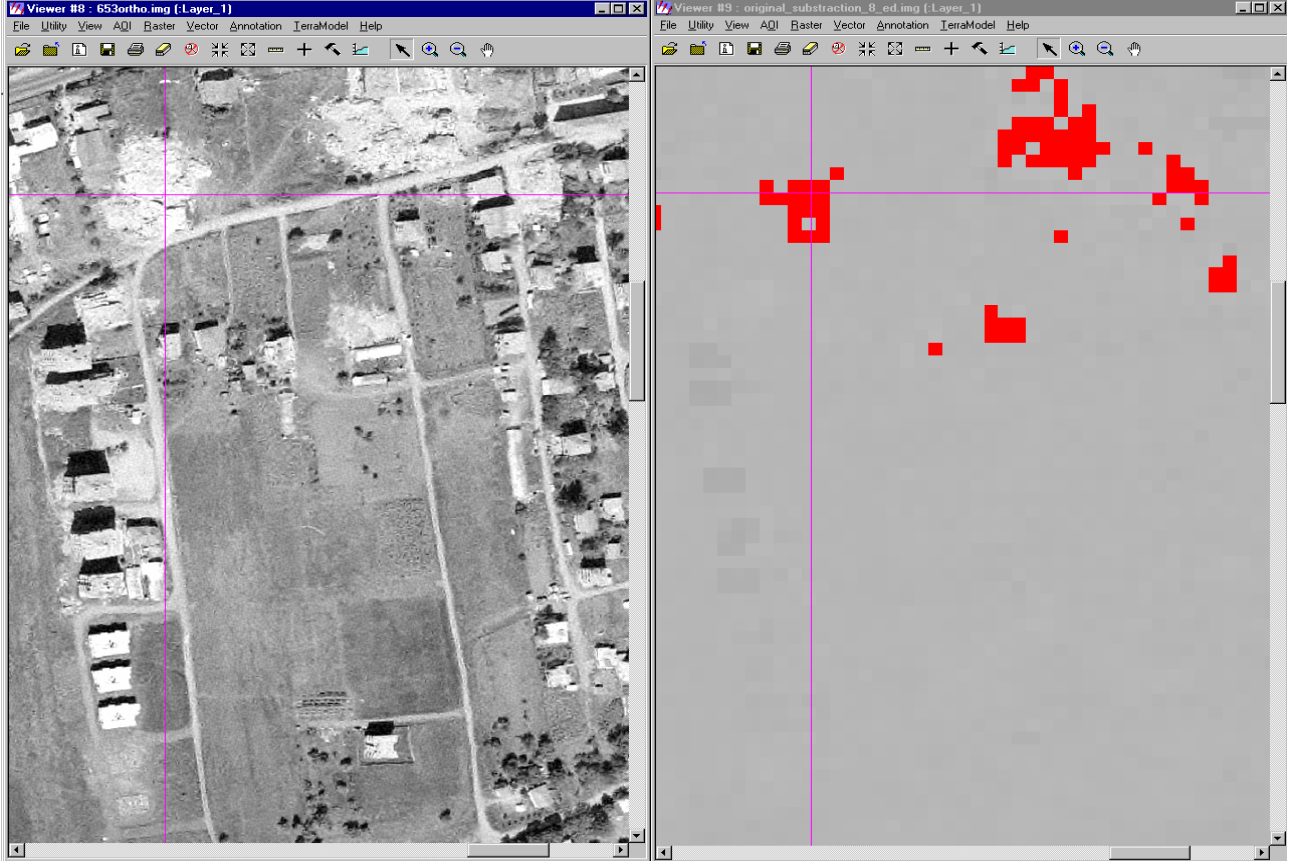 Viewer #8 : 653ortho.img (:Layer_1)
File Utility View AOI Raster Vector Annotation TerraModel Help
Viewer #9 : original_substraction_8_ed.img (:Layer_1)
File Utility View AOI Raster Vector Annotation TerraModel Help